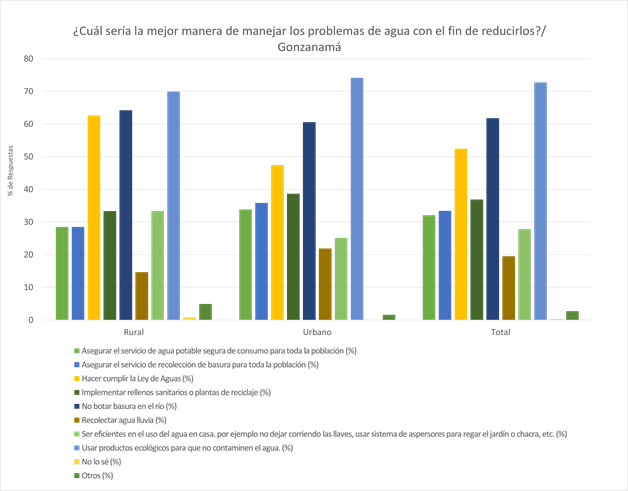 ¿Cuál sería la mejor manera de manejar los problemas de agua con el fin de reducirlos?/
Gonzanamá
% de Respuestas
80
70
60
50
40
30
20
10
0
Rural
Urbano
Total
Asegurar el servicio de agua potable segura de consumo para toda la población (%)
Asegurar el servicio de recolección de basura para toda la población (%)
Hacer cumplir la Ley de Aguas (%)
Implementar rellenos sanitarios o plantas de reciclaje (%)
No botar basura en el río (%)
Recolectar agua lluvia (%)
Ser eficientes en el uso del agua en casa. por ejemplo no dejar corriendo las llaves, usar sistema de aspersores para regar el jardín o chacra, etc. (%)
Usar productos ecológicos para que no contaminen el agua. (%)
No lo sé (%)
Otros (%)